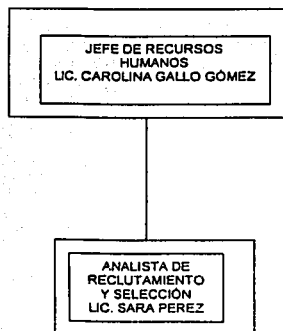 JEFE DE RECURSOS
HUMANOS
LIC. CAROLINA GALLO GÓMEZ
ANALISTA DE
RECLUTAMIENTO
Y SELECCIÓN
LIC. SARA PEREZ